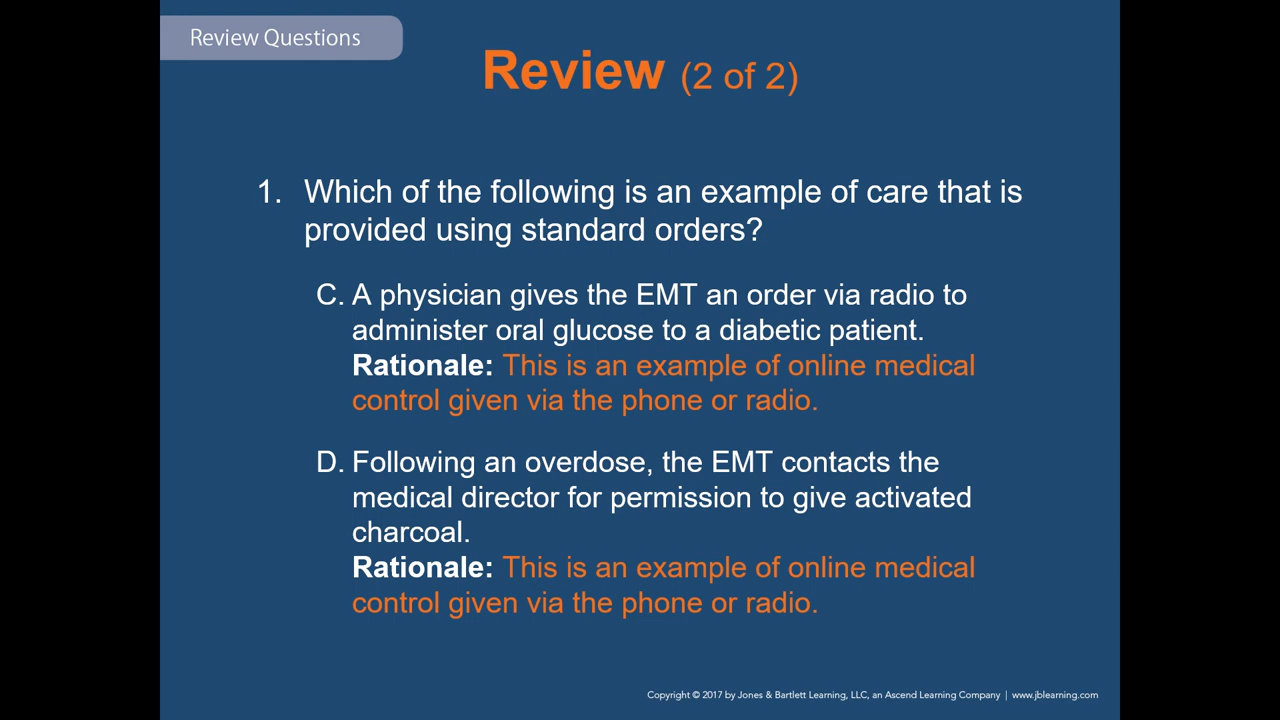 Review Questions
Review (2 of 2)
1. Which of the following is an example of care that is
provided using standard orders?
C. A physician gives the EMT an order via radio to
administer oral glucose to a diabetic patient.
Rationale: This is an example of online medical
control given via the phone or radio.
D. Following an overdose, the EMT contacts the
medical director for permission to give activated
charcoal.
Rationale: This is an example of online medical
control given via the phone or radio.
Copyright © 2017 by Jones & Bartlett Learning, LLC, an Ascend Learning Company | www.jblearning.com